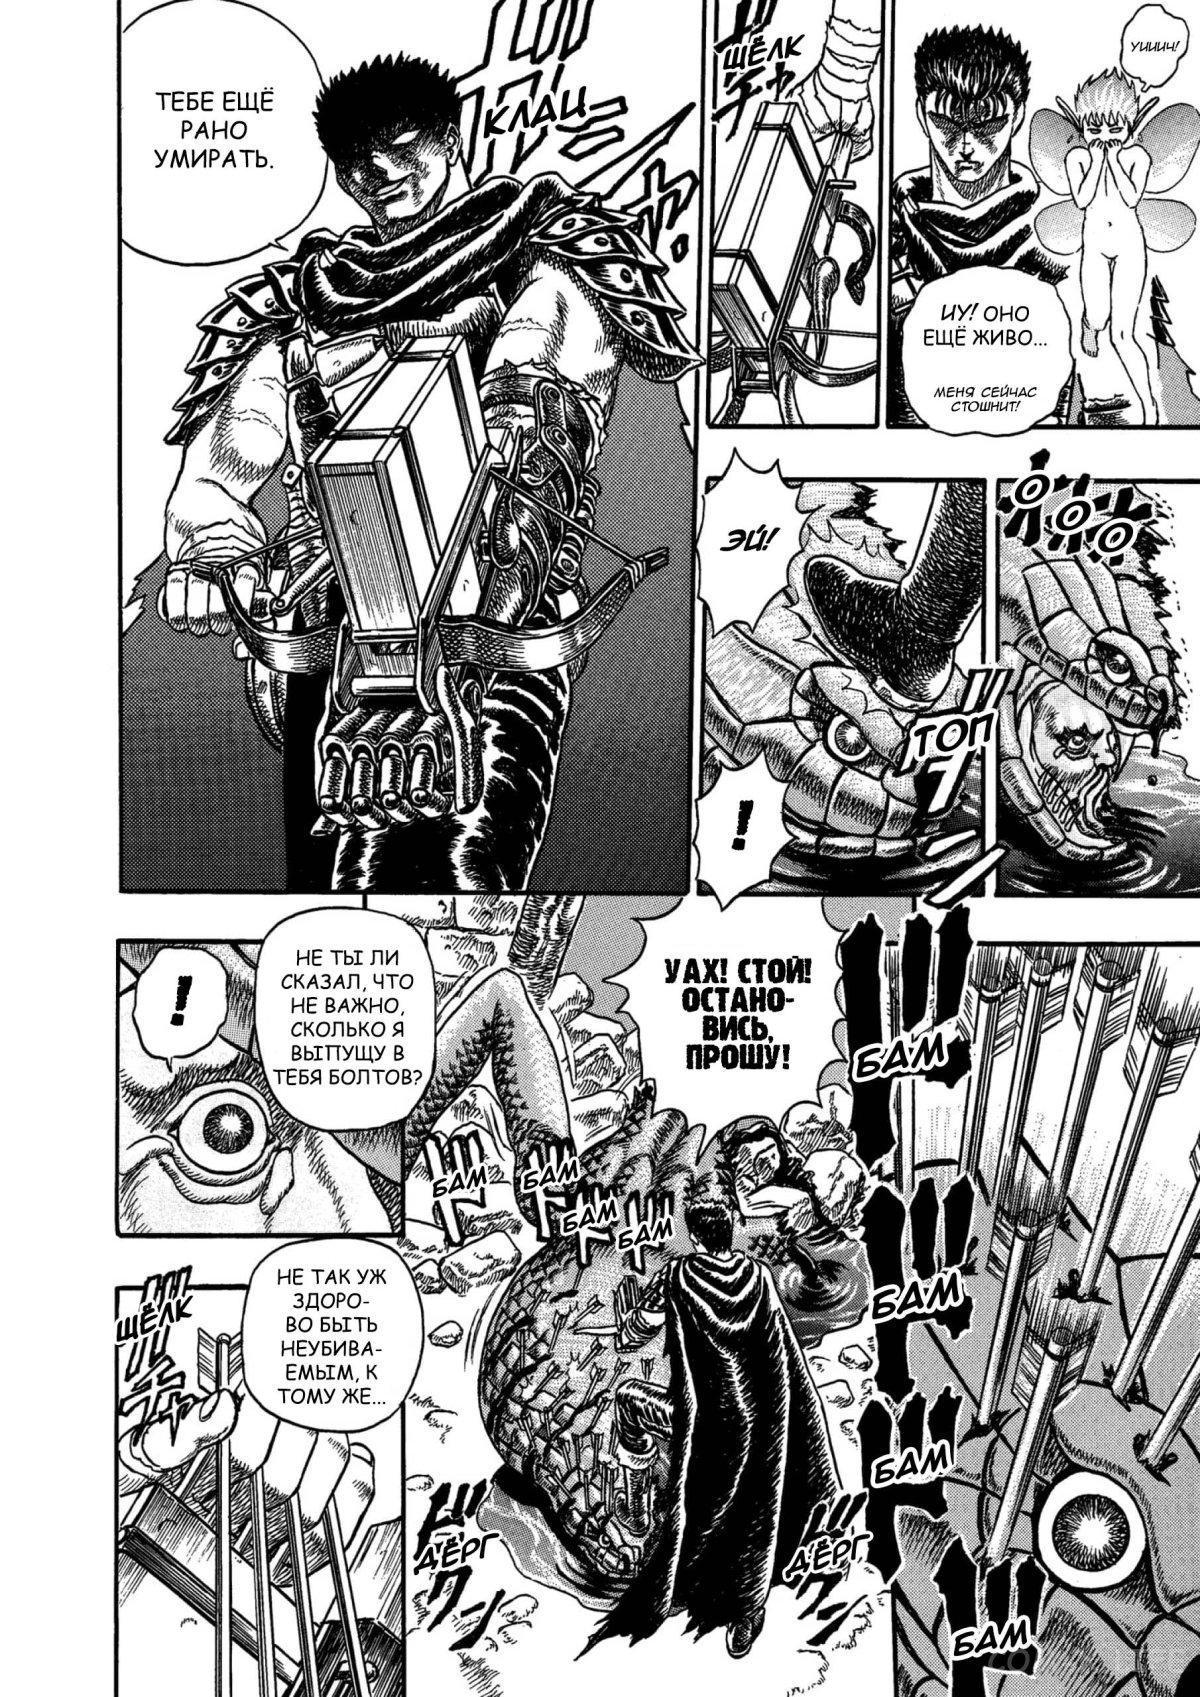 УИИИЧ!
ИУ! ОНО
ЕЩЁ ЖИВО...
МЕНЯ СЕЙЧАС
СТОШНИТ!
ЩЁЛК
КЛАЦ
ТЕБЕ ЕЩЁ
РАНО
УМИРАТЬ.
О
О
О
ЭЙ!
ТОП
!
БАМ
БАМ
БАМ
БАМ
УАХ! СТОЙ!
ОСТАНО-
ВИСЬ,
ПРОШУ!
БАМ
БАМ
БАМ
БАМ
ДЁРГ
ДЁРГ
НЕ ТЫ ЛИ
СКАЗАЛ, ЧТО
НЕ ВАЖНО,
СКОЛЬКО Я
ВЫПУЩУ В
ТЕБЯ БОЛТОВ?
!
НЕ ТАК УЖ
ЗДОРО-
ВО БЫТЬ
НЕУБИВА-
ЕМЫМ, К
ТОМУ ЖЕ...
ЩЁЛК